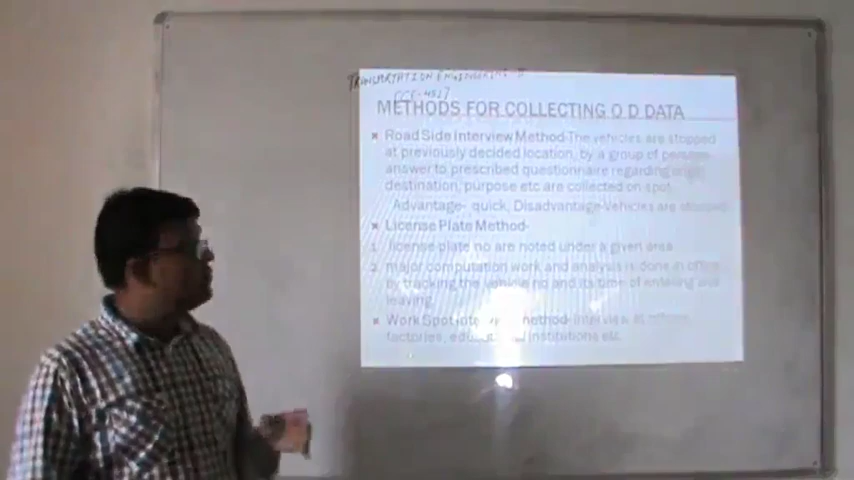 TRANSPORTATION ENGINEERING - II
METHODS FOR COLLECTING O D DATA
Road Side Interview Method-The vehicles are stopped
at previously decided location, by a group of persons
answer to prescribed questionnaire regarding origin
destination, purpose etc are collected on spot.
Advantage- quick, Disadvantage-Vehicles are stopped
License Plate Method-
1. license plate no are noted under a given area
2. major computation work and analysis is done in office
by tracking the vehicle no and its time of entering and
leaving
Work Spot method- Interview at offices,
factories, institutions etc.